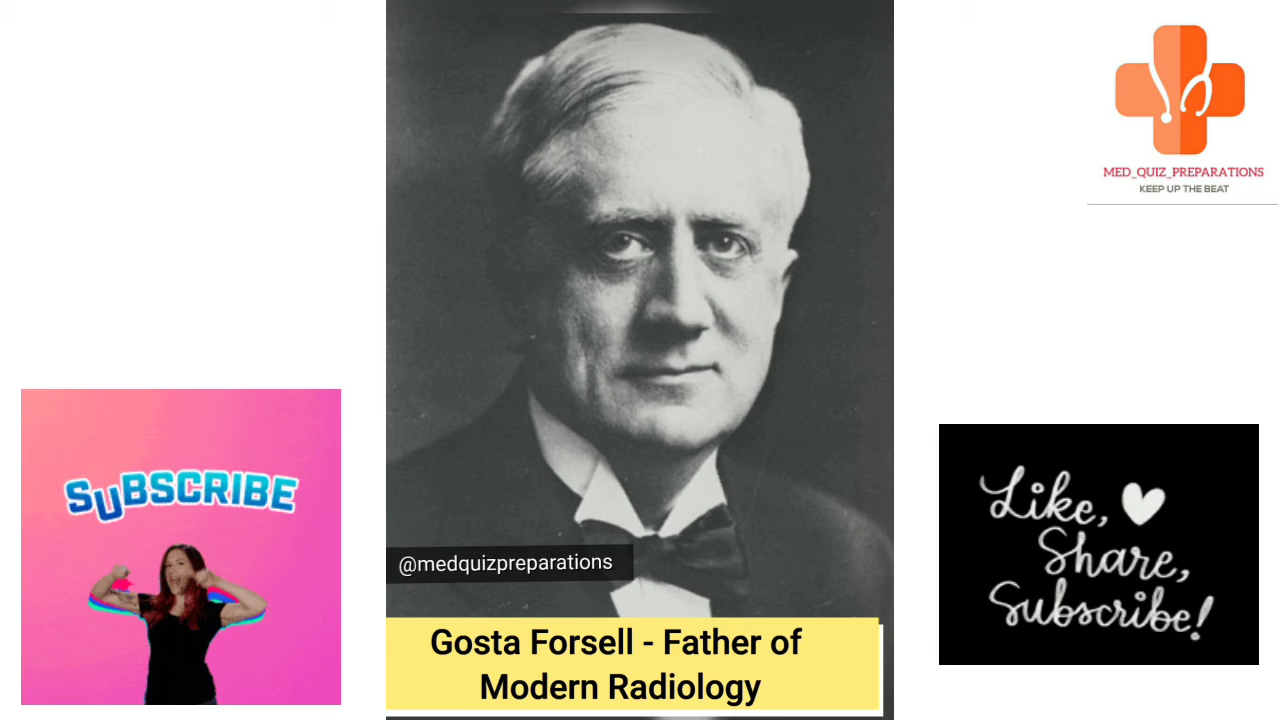 MED_QUIZ_PREPARATIONS
KEEP UP THE BEAT
SUBSCRIBE
Like,
Share,
Subscribe!
@medquizpreparations
Gosta Forsell - Father of
Modern Radiology